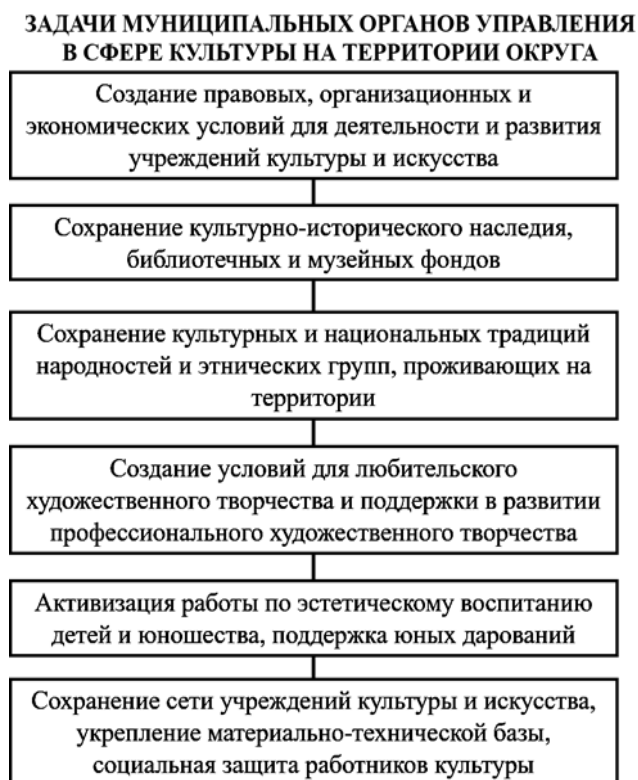 ЗАДАЧИ МУНИЦИПАЛЬНЫХ ОРГАНОВ УПРАВЛЕНИЯ
В СФЕРЕ КУЛЬТУРЫ НА ТЕРРИТОРИИ ОКРУГА
Создание правовых, организационных и
экономических условий для деятельности и развития
учреждений культуры и искусства
Сохранение культурно-исторического наследия,
библиотечных и музейных фондов
Сохранение культурных и национальных традиций
народностей и этнических групп, проживающих на
территории
Создание условий для любительского
художественного творчества и поддержки в развитии
профессионального художественного творчества
Активизация работы по эстетическому воспитанию
детей и юношества, поддержка юных дарований
Сохранение сети учреждений культуры и искусства,
укрепление материально-технической базы,
социальная защита работников культуры